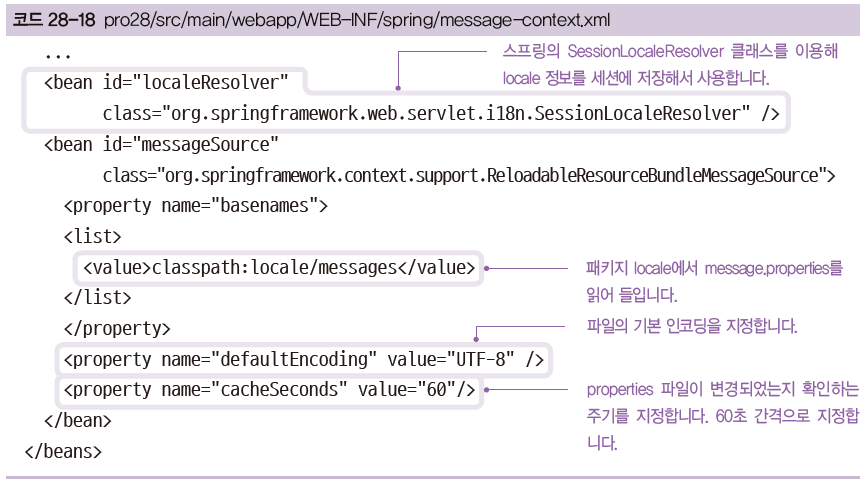 코드 28-18 pro28/src/main/webapp/WEB-INF/spring/message-context.xml
...
스프링의 SessionLocaleResolver 클래스를 이용해
locale 정보를 세션에 저장해서 사용합니다.
<bean id="localeResolver"
class="org.springframework.web.servlet.i18n.SessionLocaleResolver" />
<bean id="messageSource"
class="org.springframework.context.support.ReloadableResourceBundleMessageSource">
<property name="basenames">
<list>
<value>classpath:locale/messages</value>
패키지 locale에서 message.properties를
읽어 들입니다.
</list>
</property>
파일의 기본 인코딩을 지정합니다.
<property name="defaultEncoding" value="UTF-8" />
<property name="cacheSeconds" value="60"/>
properties 파일이 변경되었는지 확인하는
주기를 지정합니다. 60초 간격으로 지정합
니다.
</bean>
</beans>